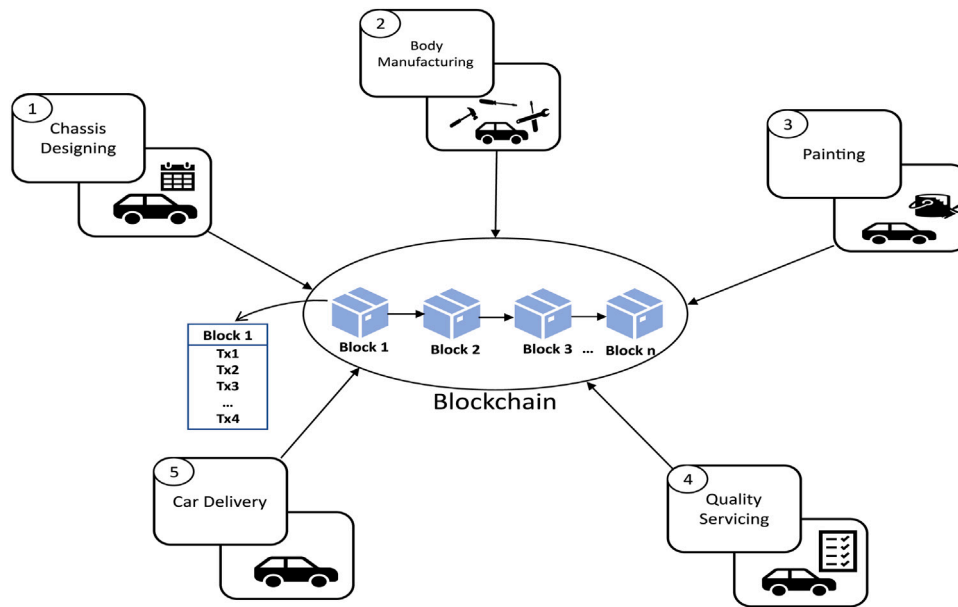 1
Chassis
Designing
2
Body
Manufacturing
3
Painting
Block 1
Block 2
Block 3 ...
Block n
Blockchain
Block 1
Tx1
Tx2
Tx3
...
Tx4
5
Car Delivery
4
Quality
Servicing